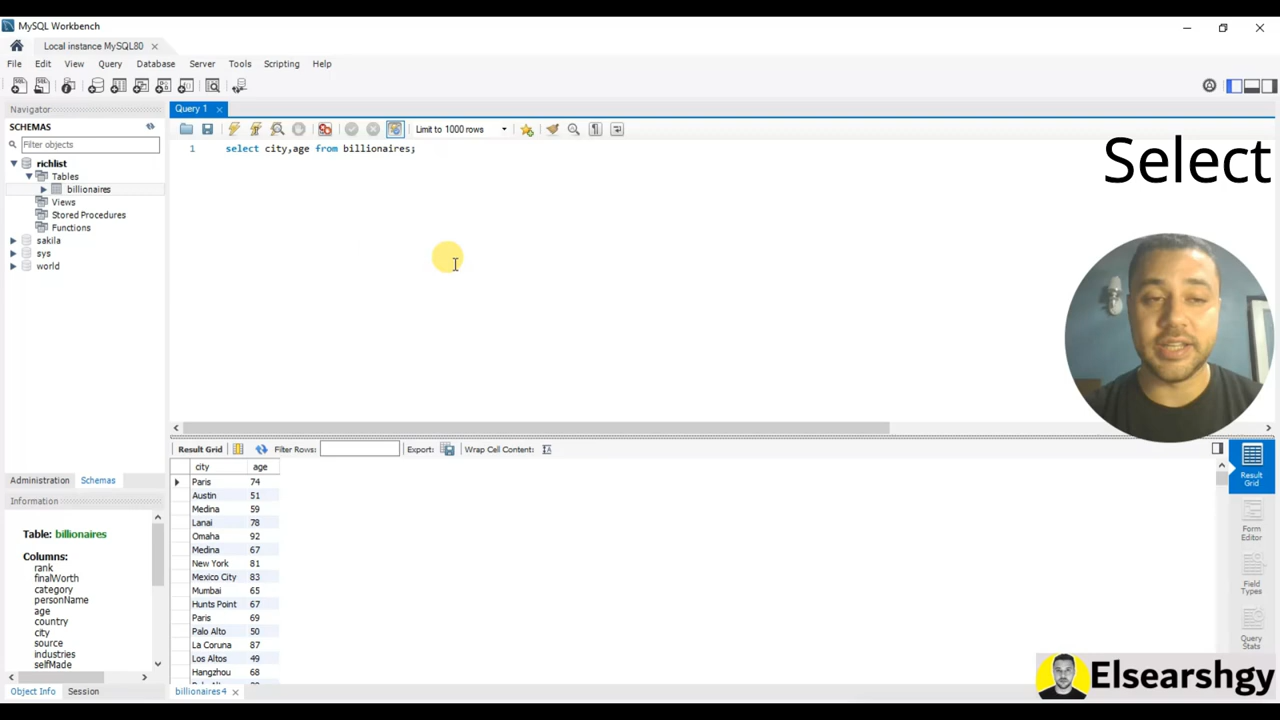 MySQL Workbench
Local instance MySQL80
File Edit View Query Database Server Tools Scripting Help
Navigator
SCHEMAS
Filter objects
richlist
Tables
billionaires
Views
Stored Procedures
Functions
sakila
sys
world
Administration Schemas
Information
Table: billionaires
Columns:
rank
finalWorth
category
personName
age
country
city
source
industries
selfMade
Object Info Session
Query 1
Limit to 1000 rows
1 select city,age from billionaires;
Select
Result Grid Filter Rows: Export: Wrap Cell Content:
city age
Paris 74
Austin 51
Medina 59
Lanai 78
Omaha 92
Medina 67
New York 81
Mexico City 83
Mumbai 65
Hunts Point 67
Paris 69
Palo Alto 50
La Coruna 87
Los Altos 49
Hangzhou 68
billionaires4
Result
Grid
Form
Editor
Field
Types
Query
Stats
Elsearshgy